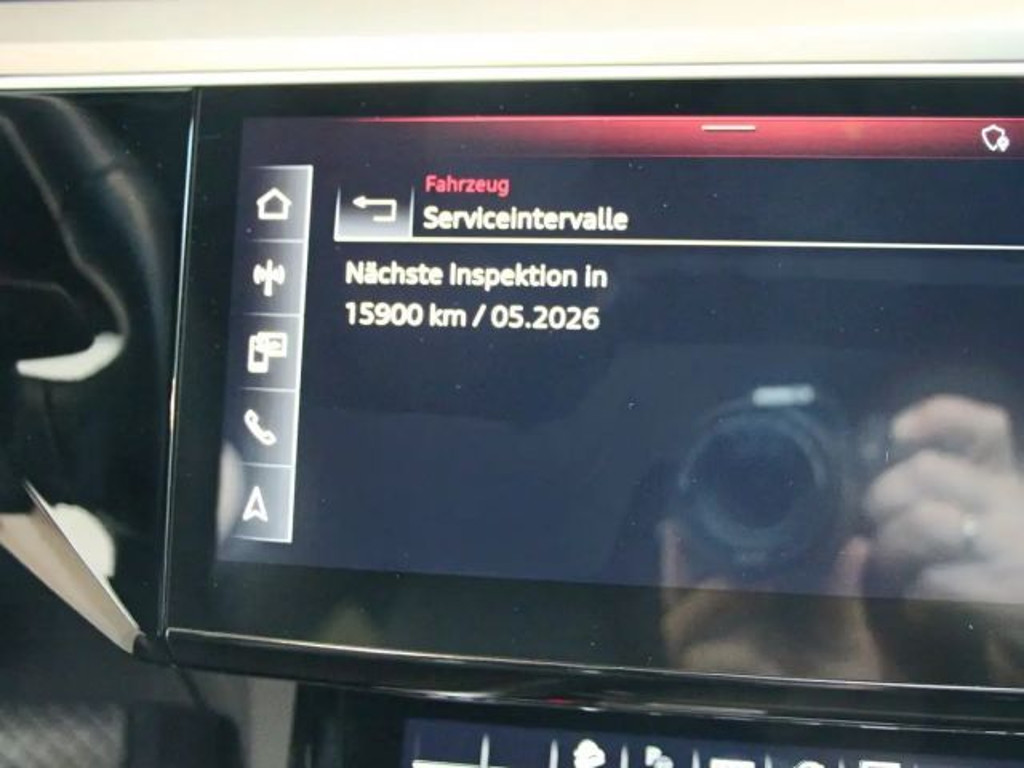 Fahrzeug
Serviceintervalle
Nächste Inspektion in
15900 km / 05.2026